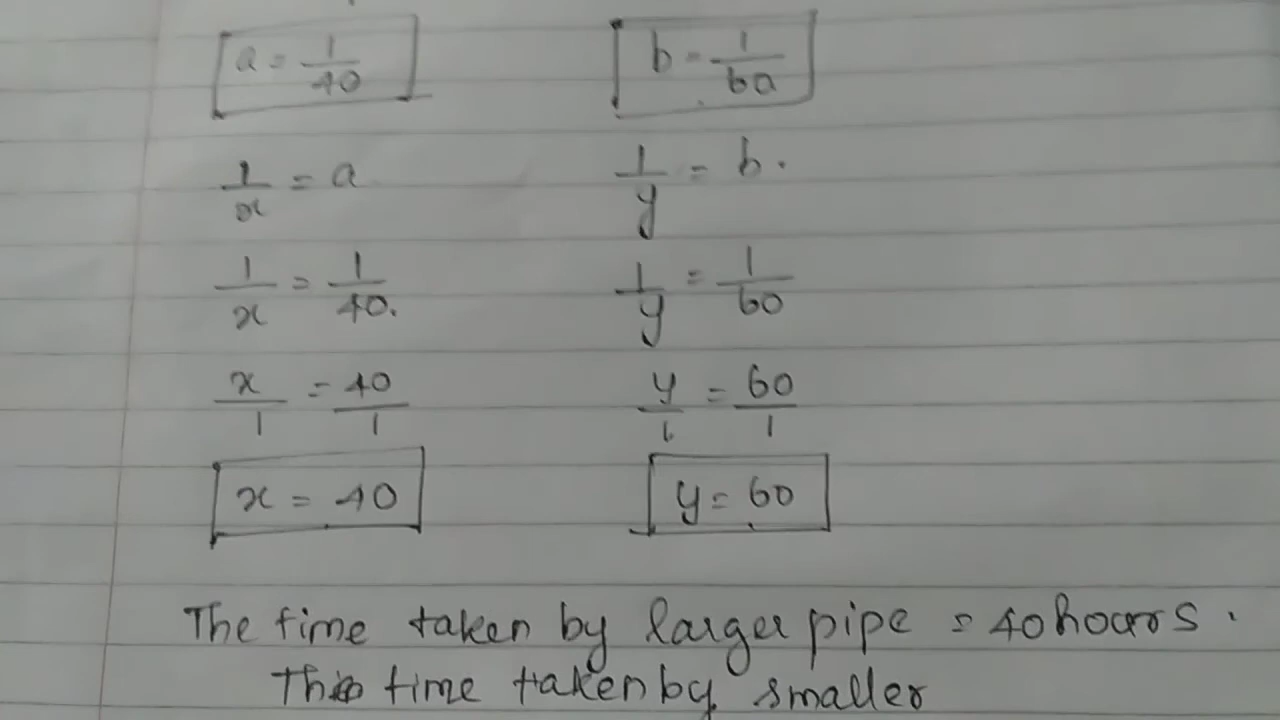 a = 1/40    b = 1/60
1/x = a    1/y = b.
1/x = 1/40.    1/y = 1/60
x/1 = 40/1    y/1 = 60/1
x = 40    y = 60
The time taken by larger pipe = 40 hours.
The time taken by smaller